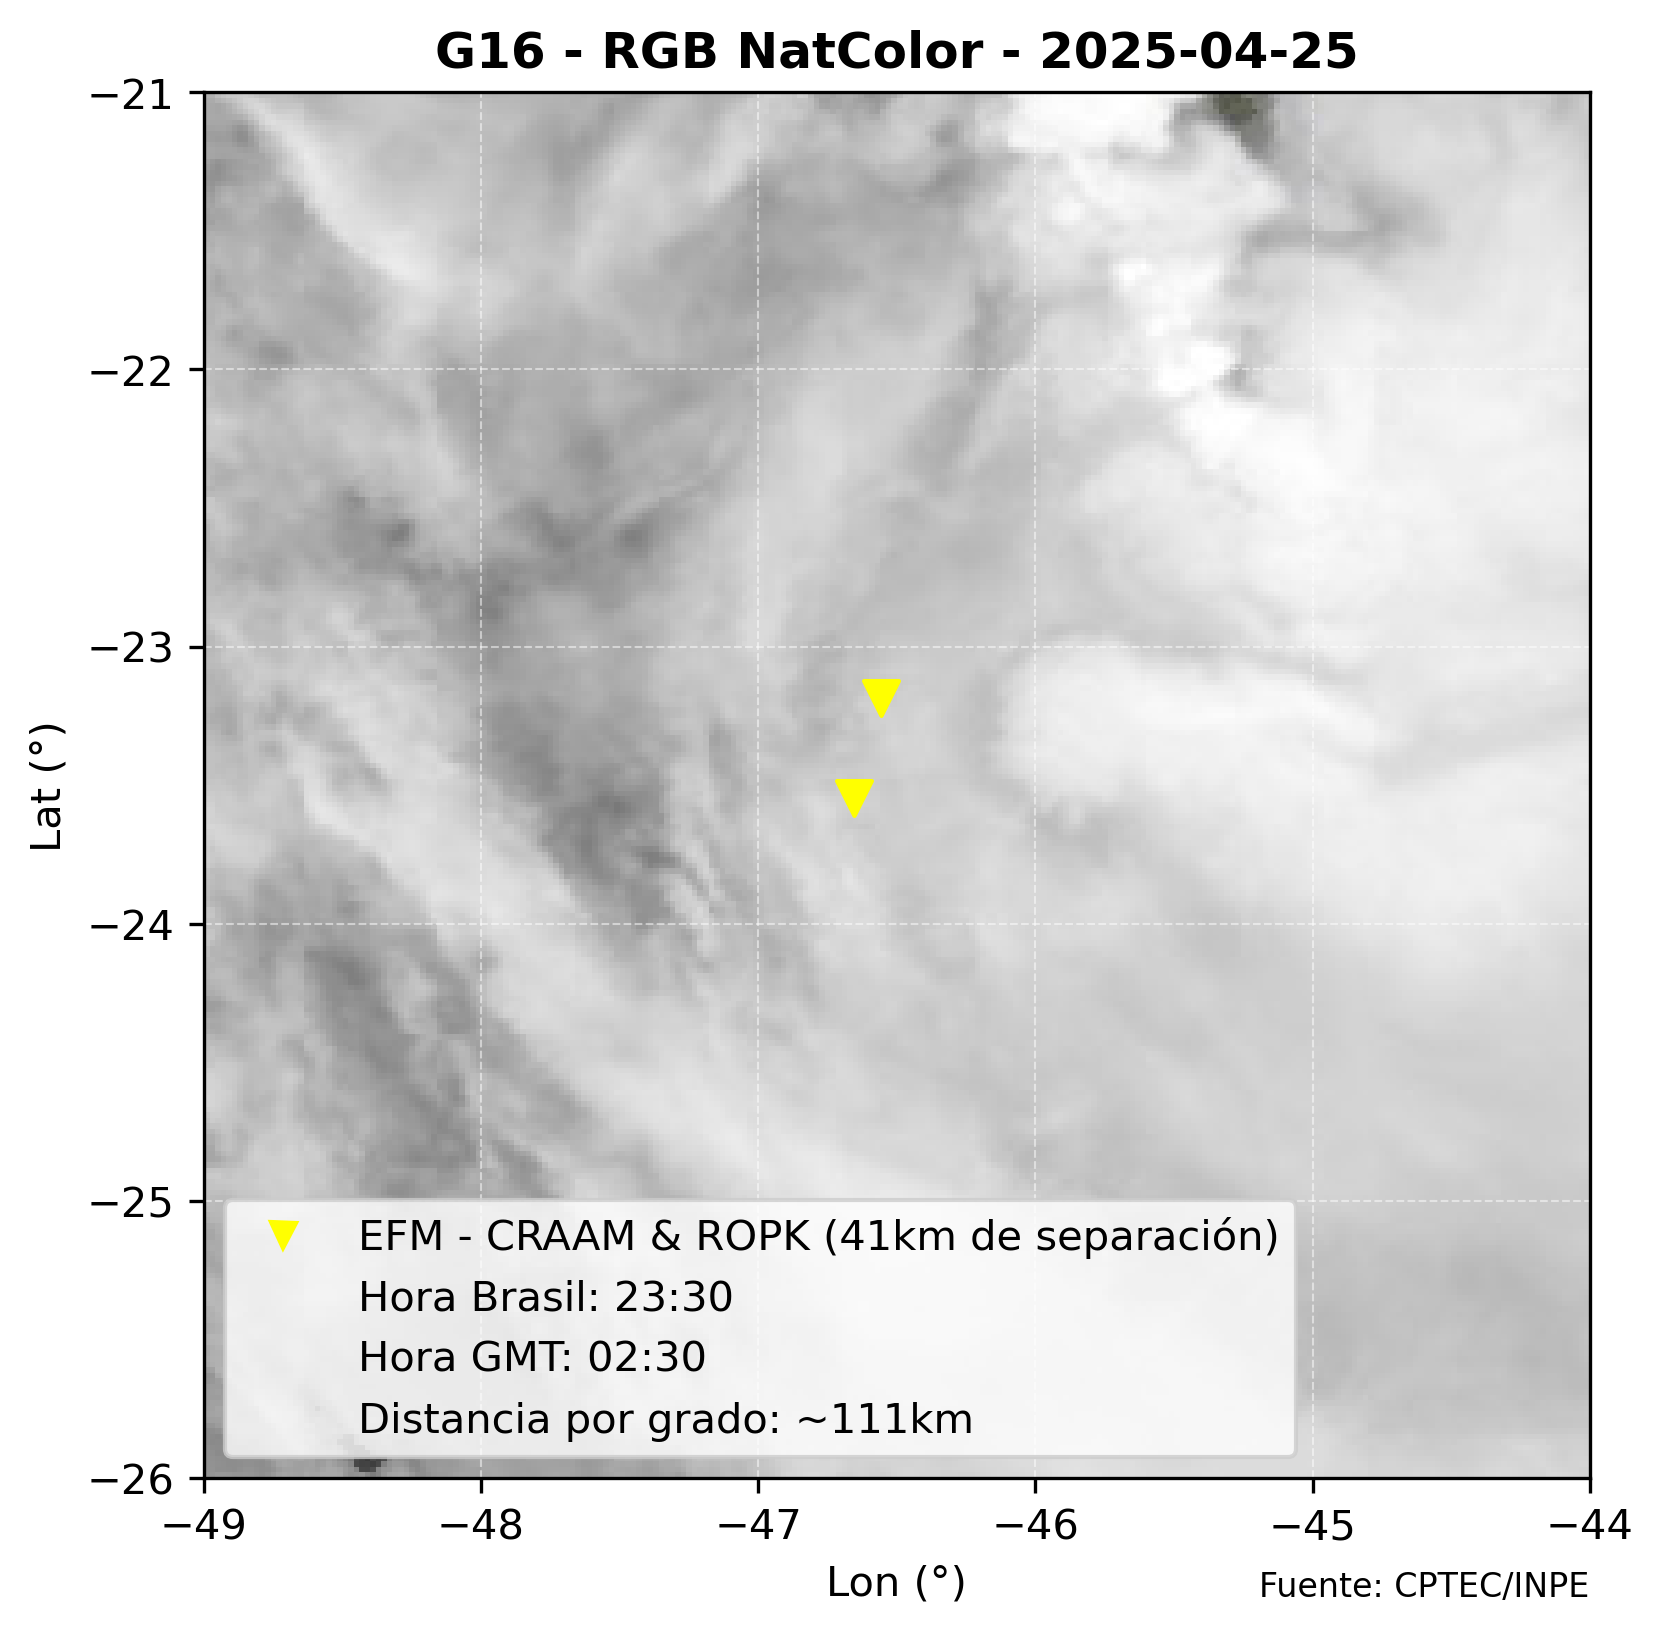 G16 - RGB NatColor - 2025-04-25
−21
−22
−23
−24
−25
−26
Lat (°)
EFM - CRAAM & ROPK (41km de separación)
Hora Brasil: 23:30
Hora GMT: 02:30
Distancia por grado: ~111km
−49
−48
−47
−46
−45
−44
Lon (°)
Fuente: CPTEC/INPE